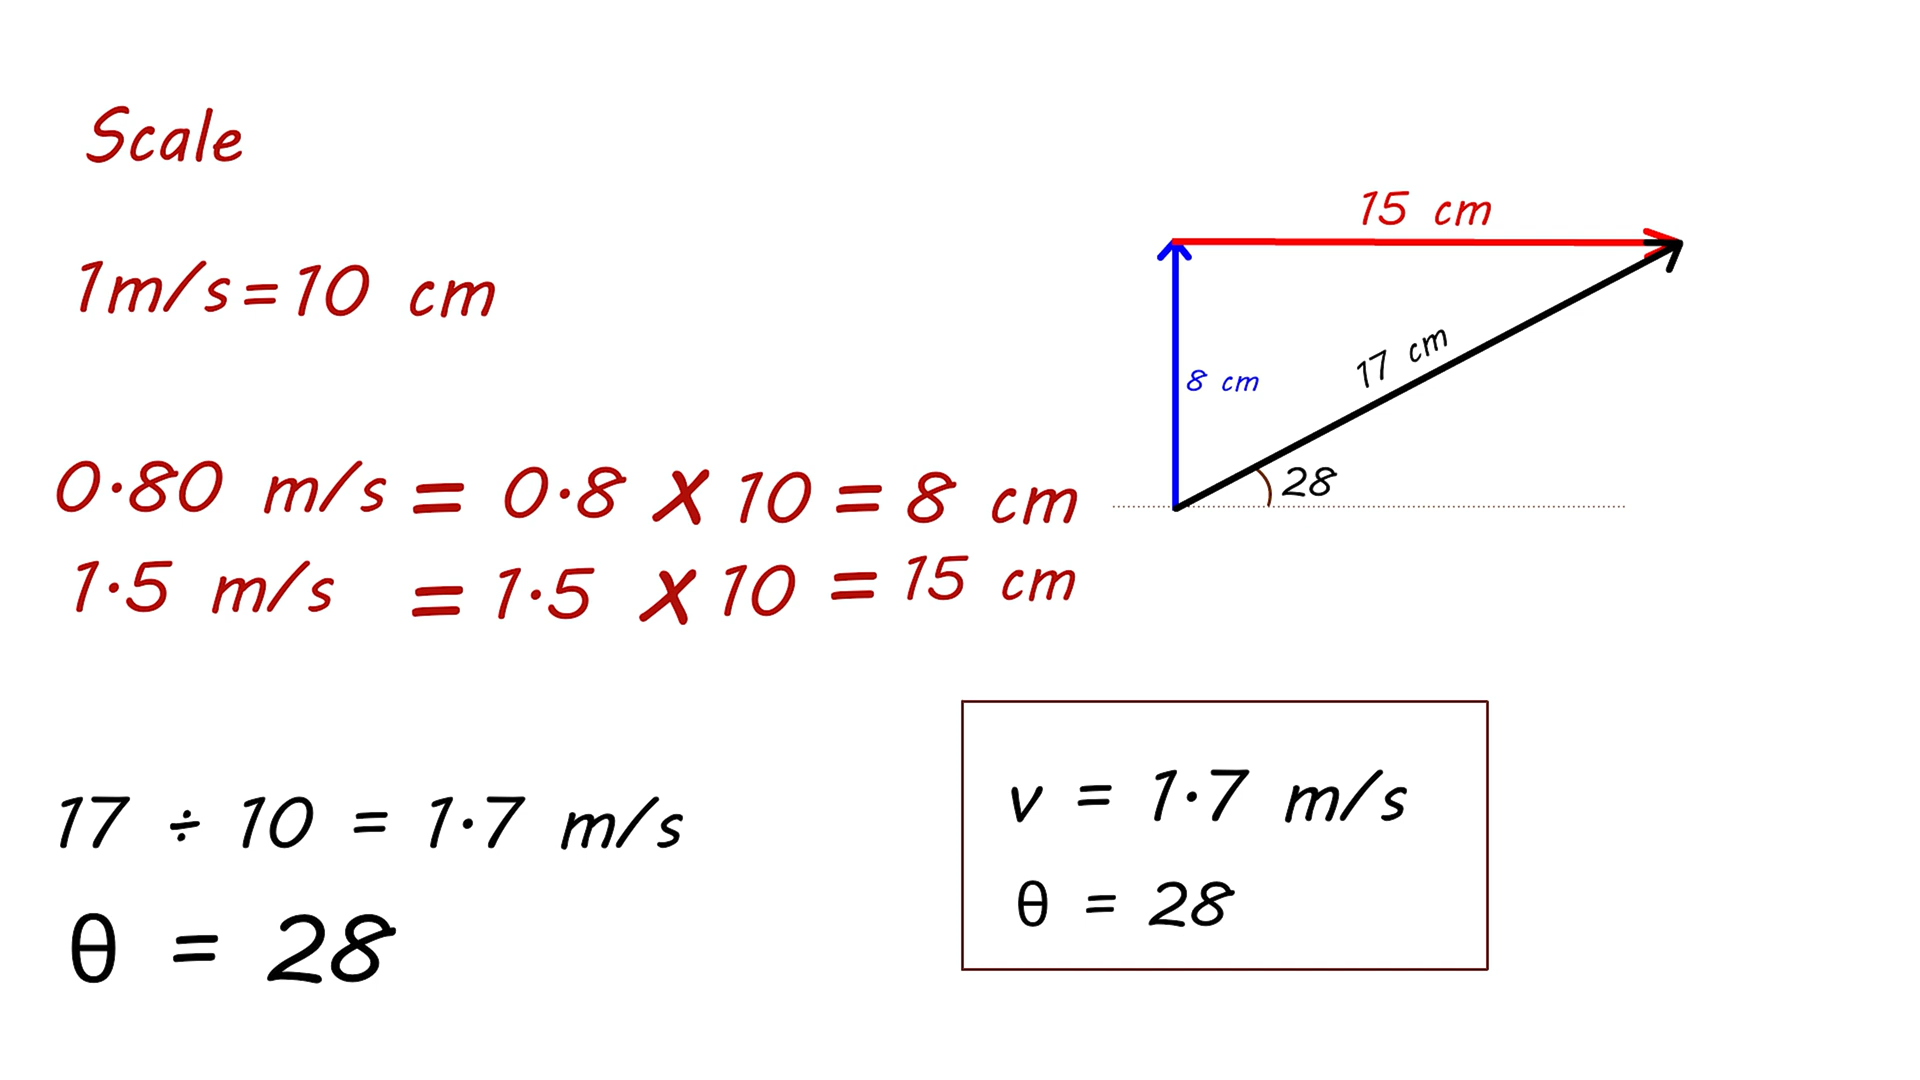 Scale
1m/s=10 cm
0·80 m/s = 0·8 X 10 = 8 cm
1·5 m/s = 1·5 X 10 = 15 cm
17 ÷ 10 = 1·7 m/s
θ = 28
15 cm
8 cm
17 cm
28
v = 1·7 m/s
θ = 28